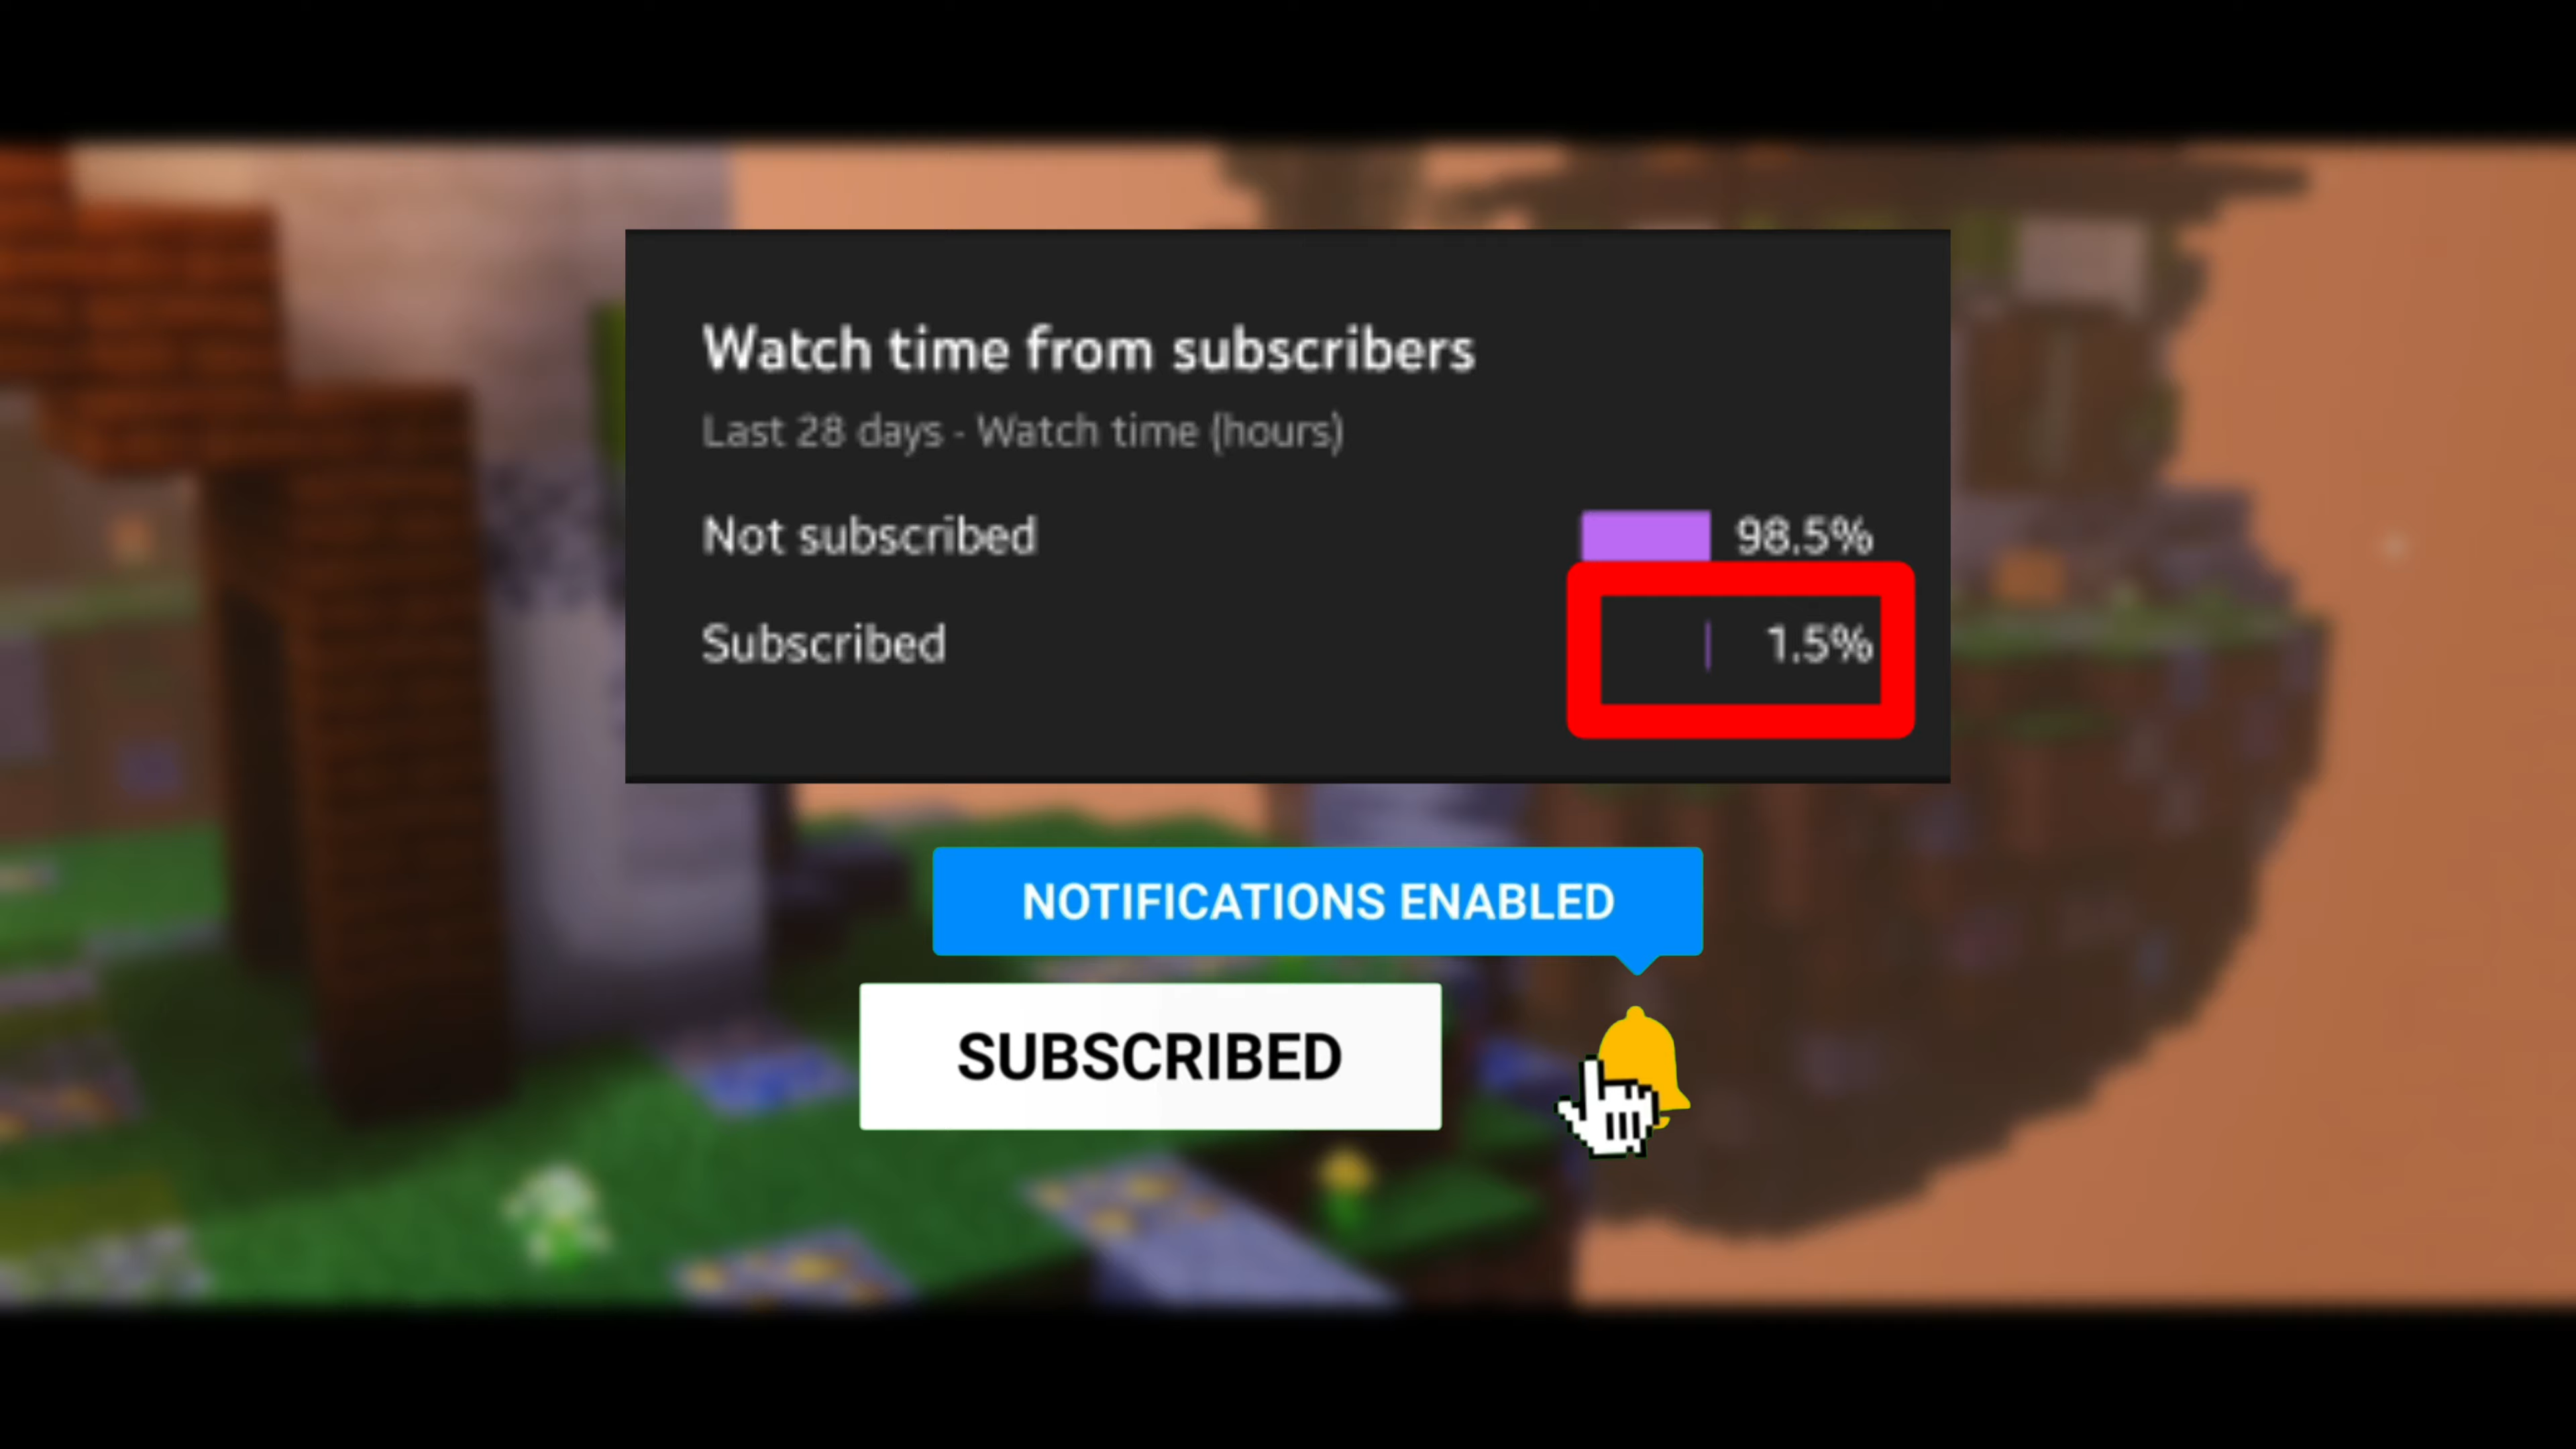 Watch time from subscribers
Last 28 days - Watch time (hours)
Not subscribed 98.5%
Subscribed 1.5%
NOTIFICATIONS ENABLED
SUBSCRIBED